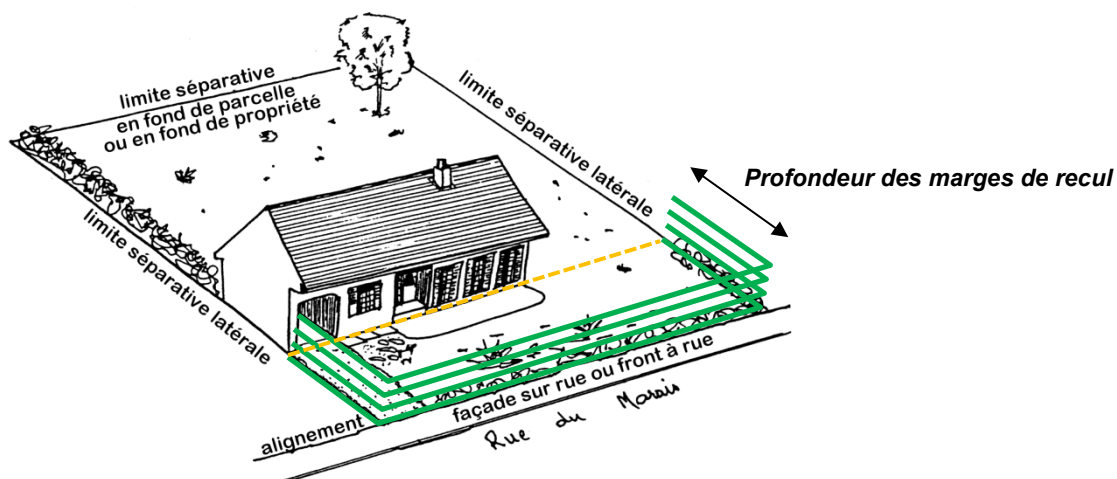 limite séparative
en fond de parcelle
ou en fond de propriété
limite séparative latérale
Profondeur des marges de recul
limite séparative latérale
façade sur rue ou front à rue
alignement
Rue du Marais